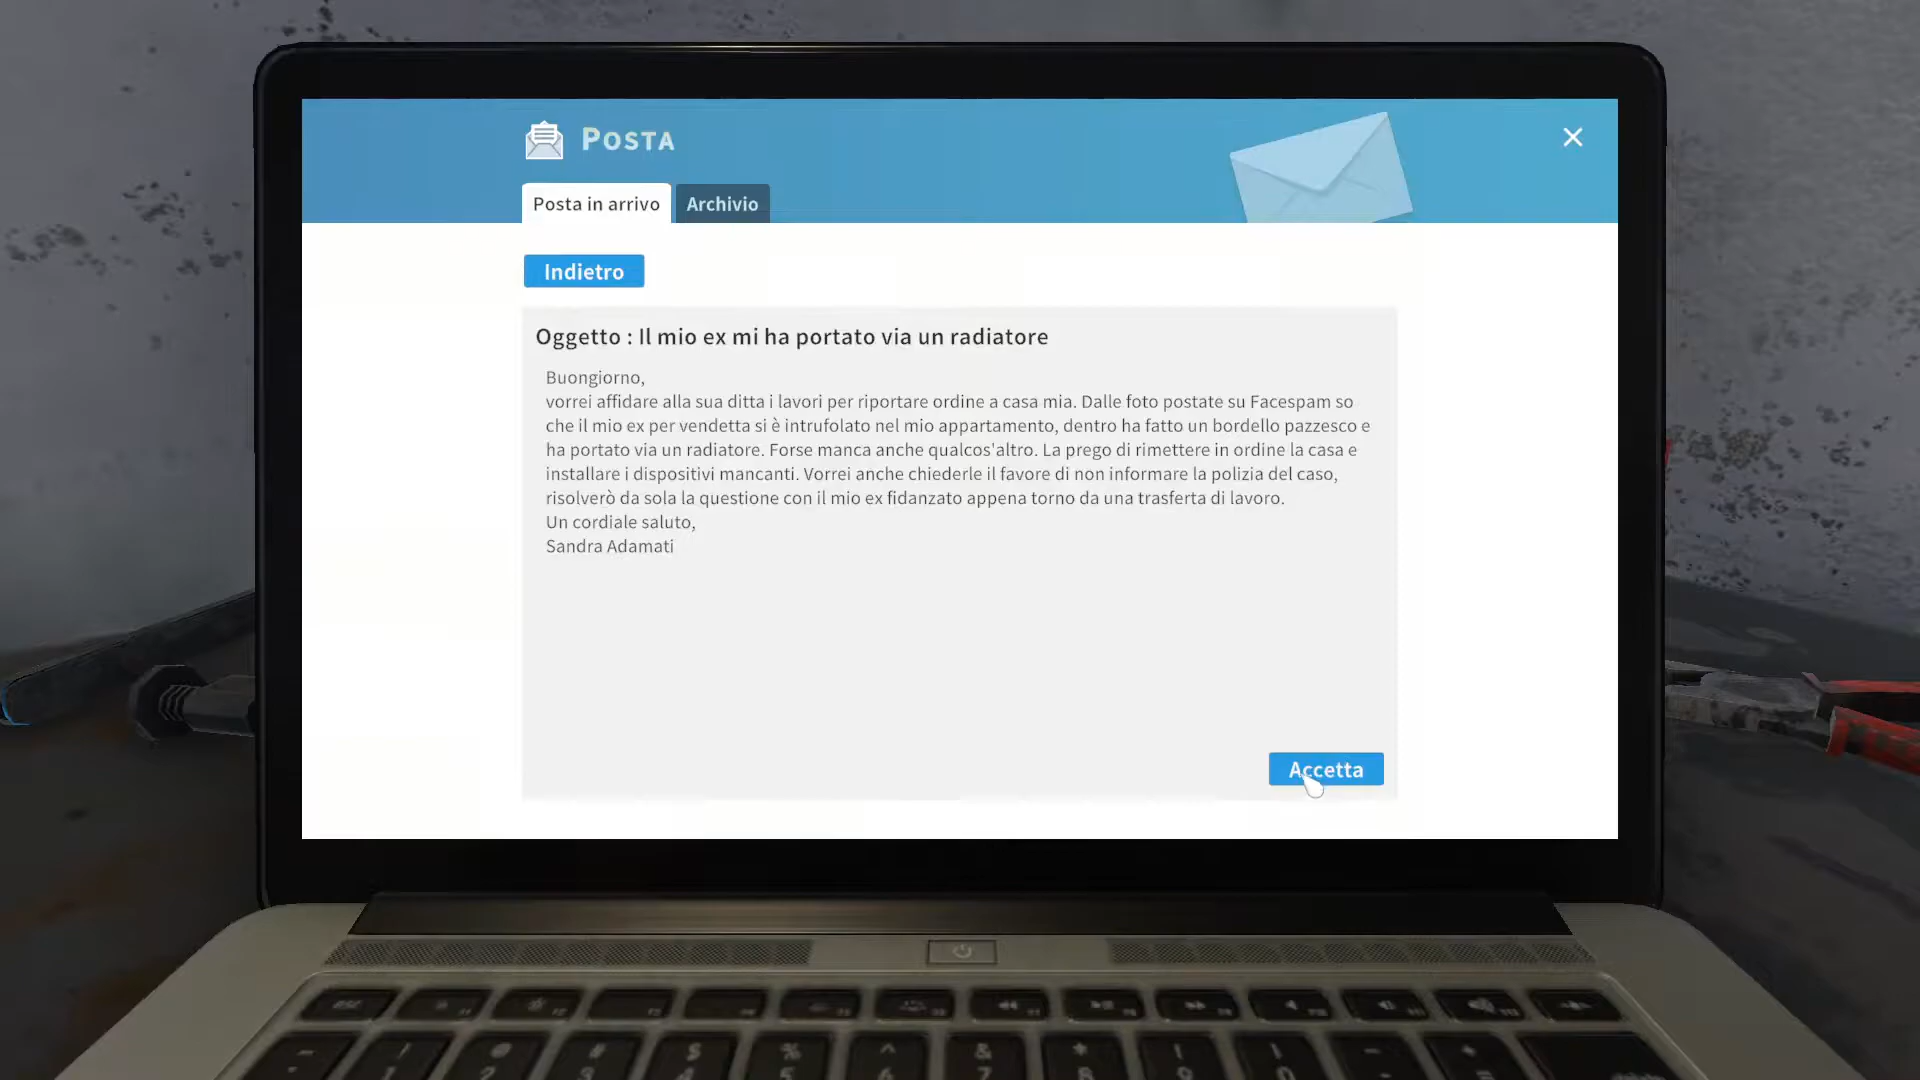 Posta
Posta in arrivo
Archivio
Indietro
Oggetto : Il mio ex mi ha portato via un radiatore
Buongiorno,
vorrei affidare alla sua ditta i lavori per riportare ordine a casa mia. Dalle foto postate su Facespam so
che il mio ex per vendetta si è intrufolato nel mio appartamento, dentro ha fatto un bordello pazzesco e
ha portato via un radiatore. Forse manca anche qualcos'altro. La prego di rimettere in ordine la casa e
installare i dispositivi mancanti. Vorrei anche chiederle il favore di non informare la polizia del caso,
risolverò da sola la questione con il mio ex fidanzato appena torno da una trasferta di lavoro.
Un cordiale saluto,
Sandra Adamati
Accetta